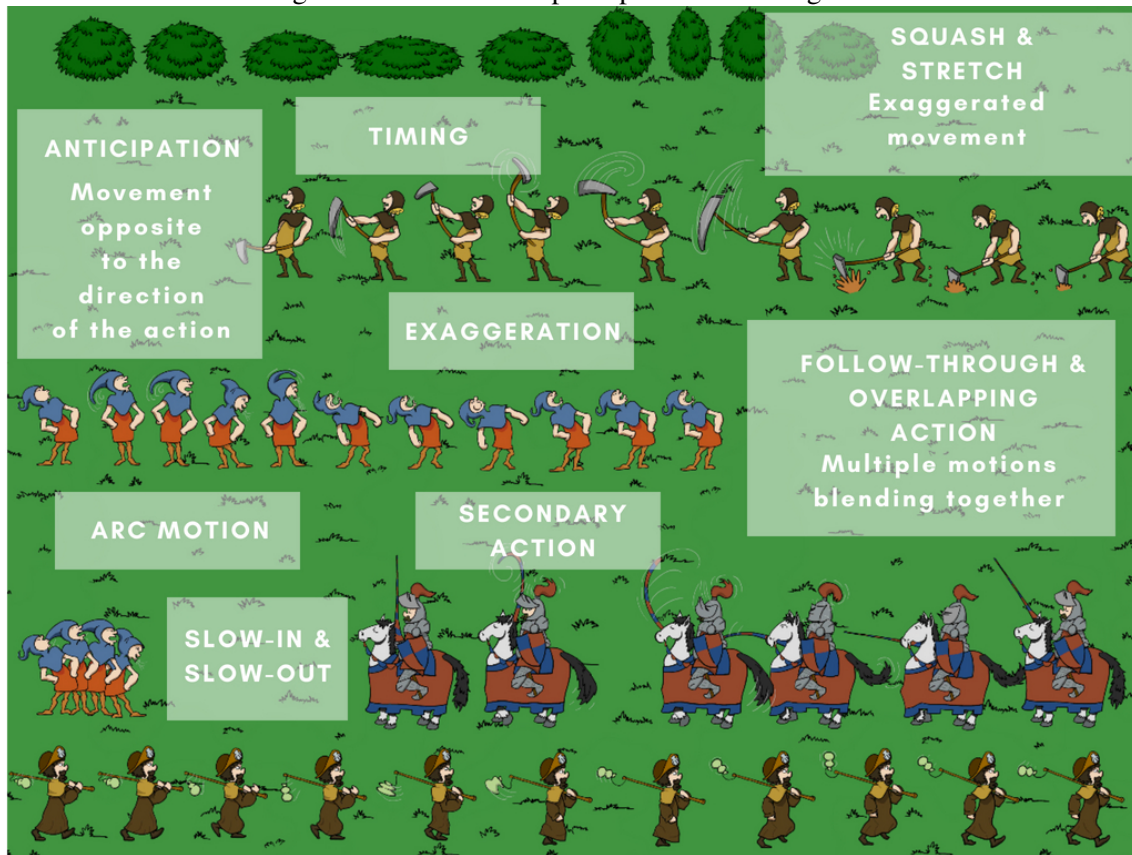 SQUASH &
STRETCH
Exaggerated
movement
TIMING
ANTICIPATION
Movement
opposite
to the
direction
of the action
EXAGGERATION
FOLLOW-THROUGH &
OVERLAPPING
ACTION
Multiple motions
blending together
ARC MOTION
SECONDARY
ACTION
SLOW-IN &
SLOW-OUT